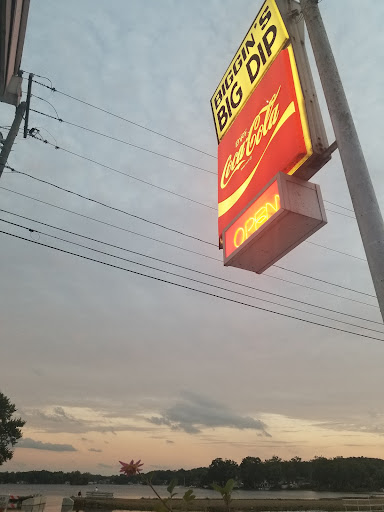 BIGGIN'S
BIG DIP
ENJOY
Coca-Cola
OPEN